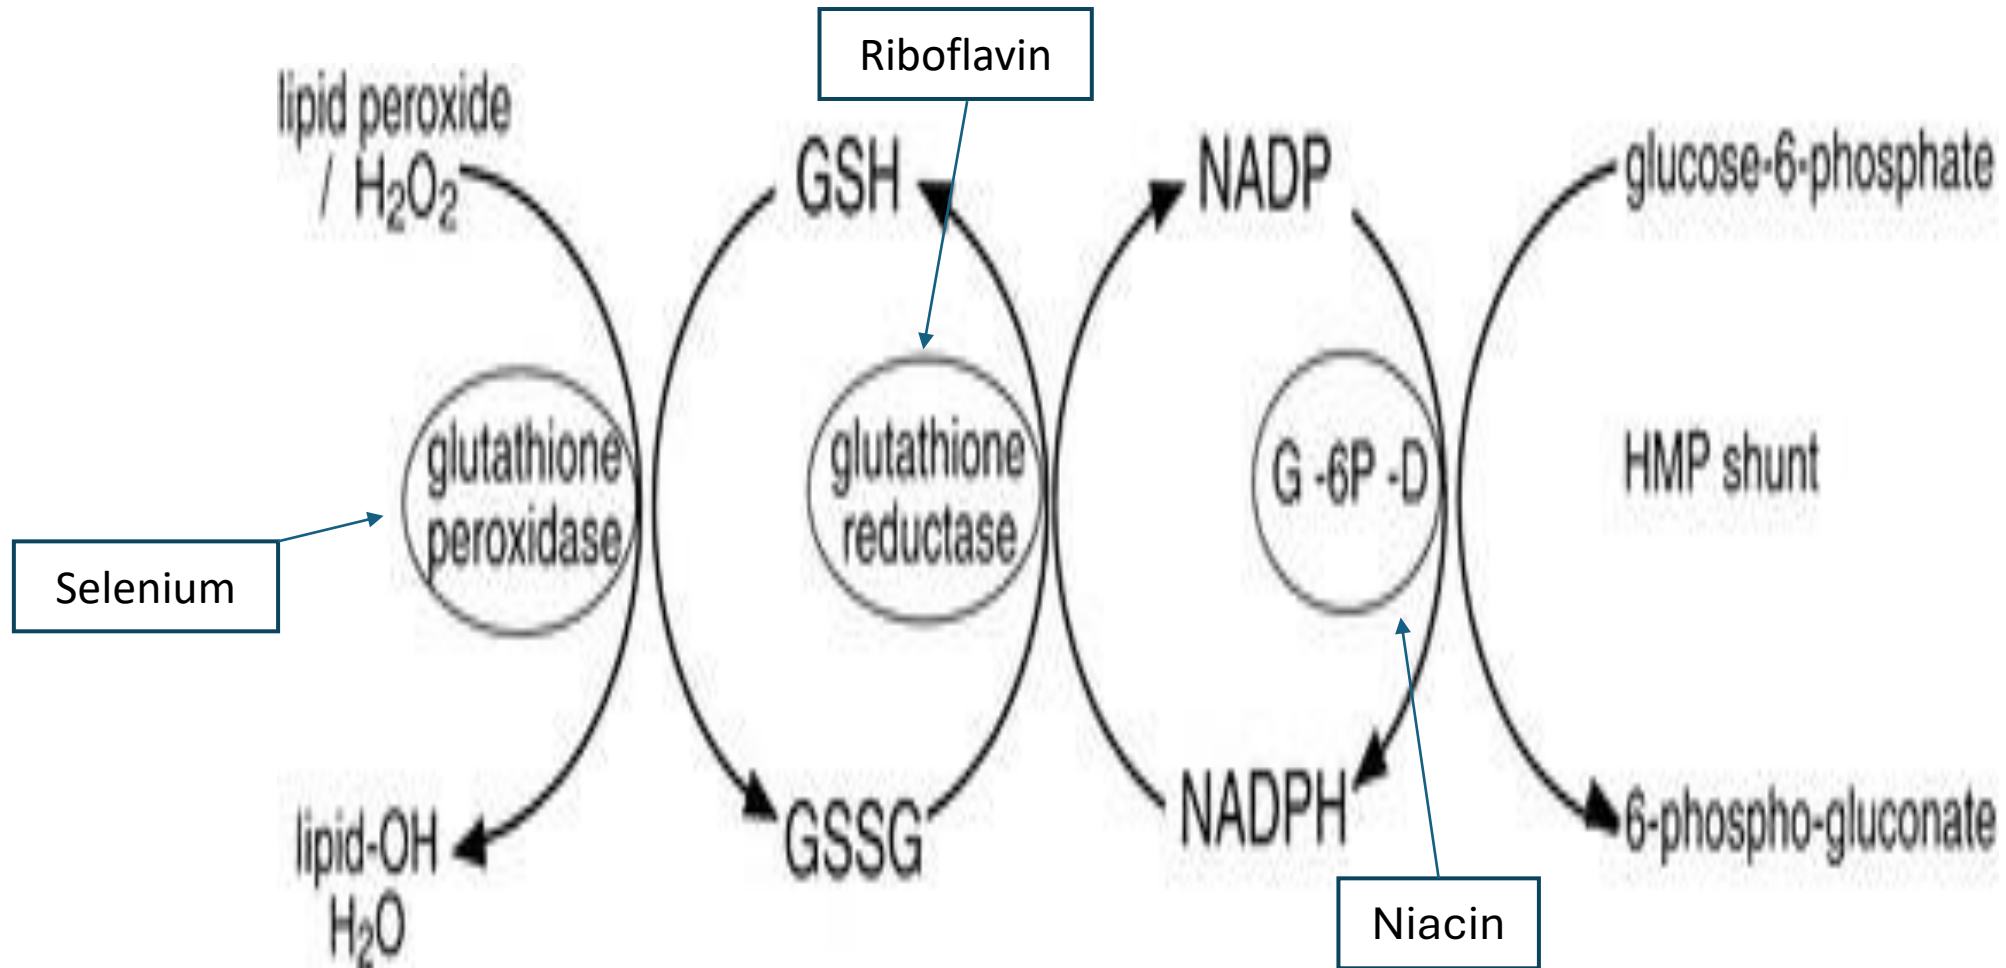 Riboflavin
lipid peroxide
/ H₂O₂
GSH
NADP
glucose-6-phosphate
glutathione
peroxidase
glutathione
reductase
G -6P -D
HMP shunt
Selenium
lipid-OH
H₂O
GSSG
NADPH
6-phospho-gluconate
Niacin